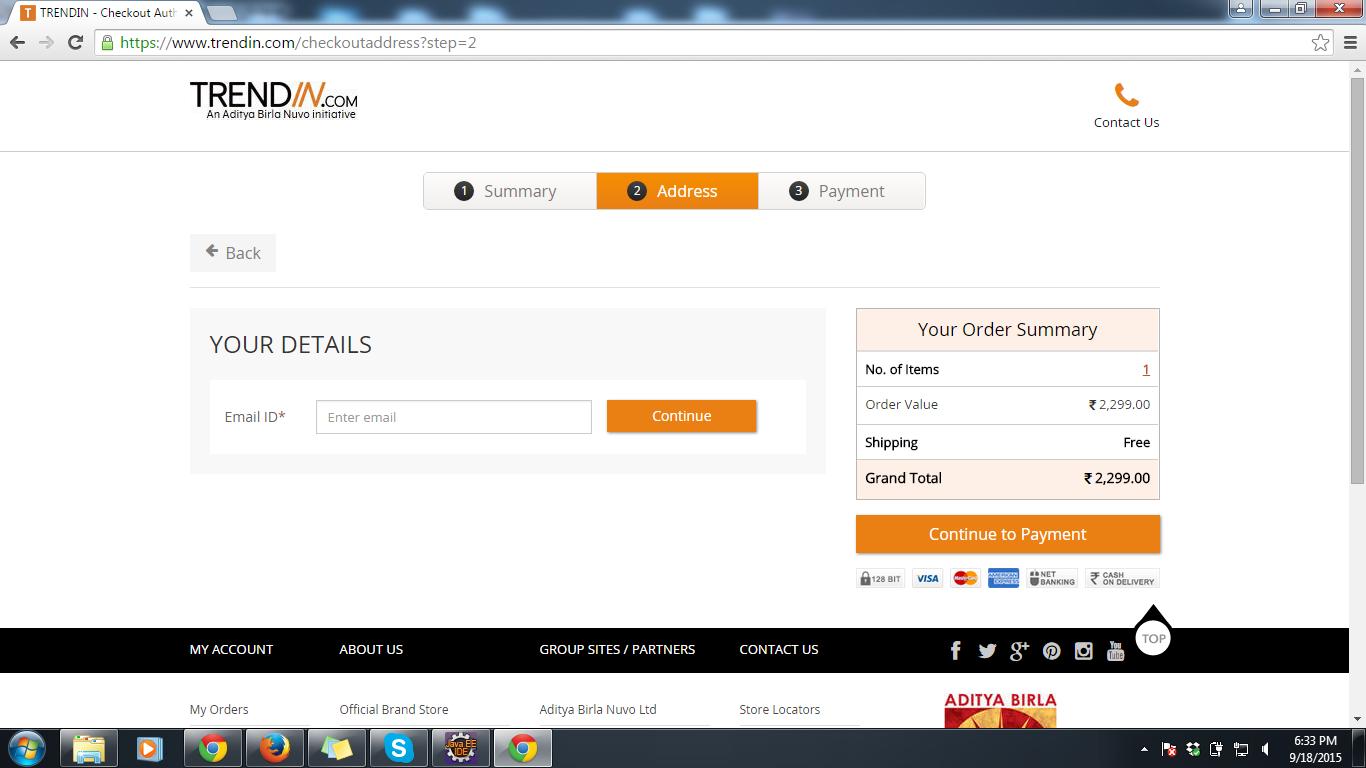 TRENDIN - Checkout Auth
https://www.trendin.com/checkoutaddress?step=2
TRENDIN.COM
An Aditya Birla Nuvo initiative
Contact Us
1 Summary
2 Address
3 Payment
Back
YOUR DETAILS
Email ID*
Enter email
Continue
Your Order Summary
No. of Items 1
Order Value ₹ 2,299.00
Shipping Free
Grand Total ₹ 2,299.00
Continue to Payment
128 BIT
VISA
MasterCard
AMERICAN EXPRESS
NET BANKING
₹ CASH ON DELIVERY
TOP
MY ACCOUNT
ABOUT US
GROUP SITES / PARTNERS
CONTACT US
You Tube
My Orders
Official Brand Store
Aditya Birla Nuvo Ltd
Store Locators
ADITYA BIRLA
Java EE IDE
6:33 PM
9/18/2015